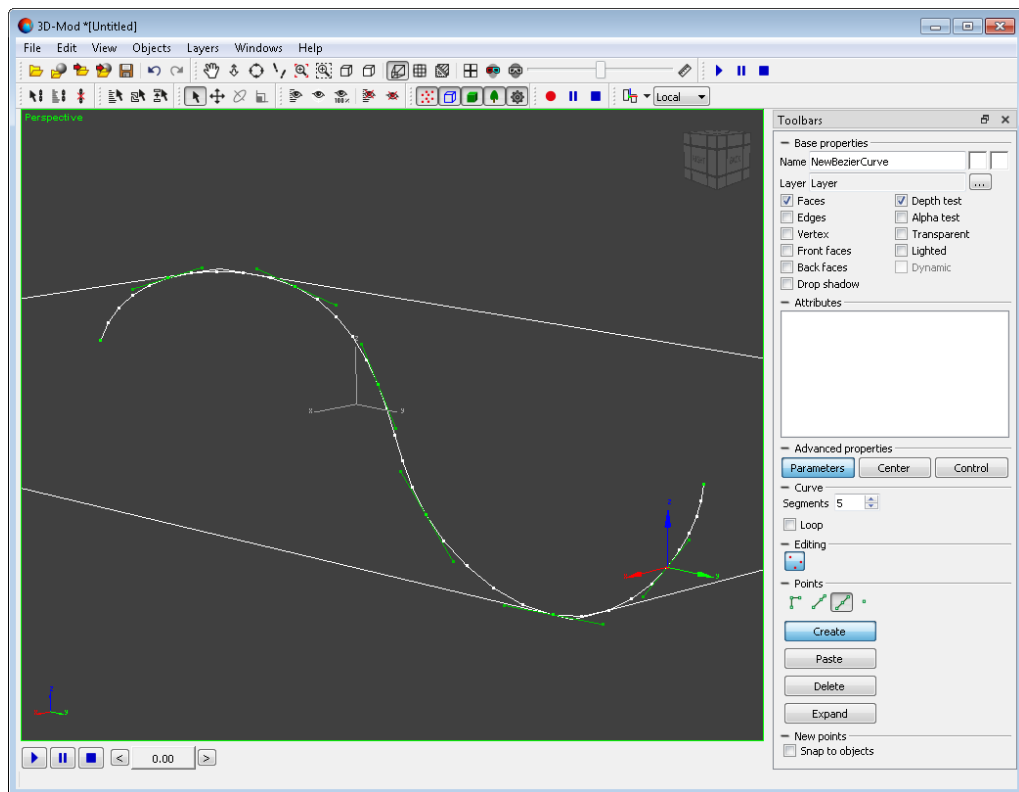 3D-Mod *[Untitled]
File Edit View Objects Layers Windows Help
100%
Local
Perspective
Toolbars
Base properties
Name NewBezierCurve
Layer Layer ...
Faces Depth test
Edges Alpha test
Vertex Transparent
Front faces Lighted
Back faces Dynamic
Drop shadow
Attributes
Advanced properties
Parameters Center Control
Curve
Segments 5
Loop
Editing
Points
Create
Paste
Delete
Expand
New points
Snap to objects
x y
z
y
y
< 0.00 >